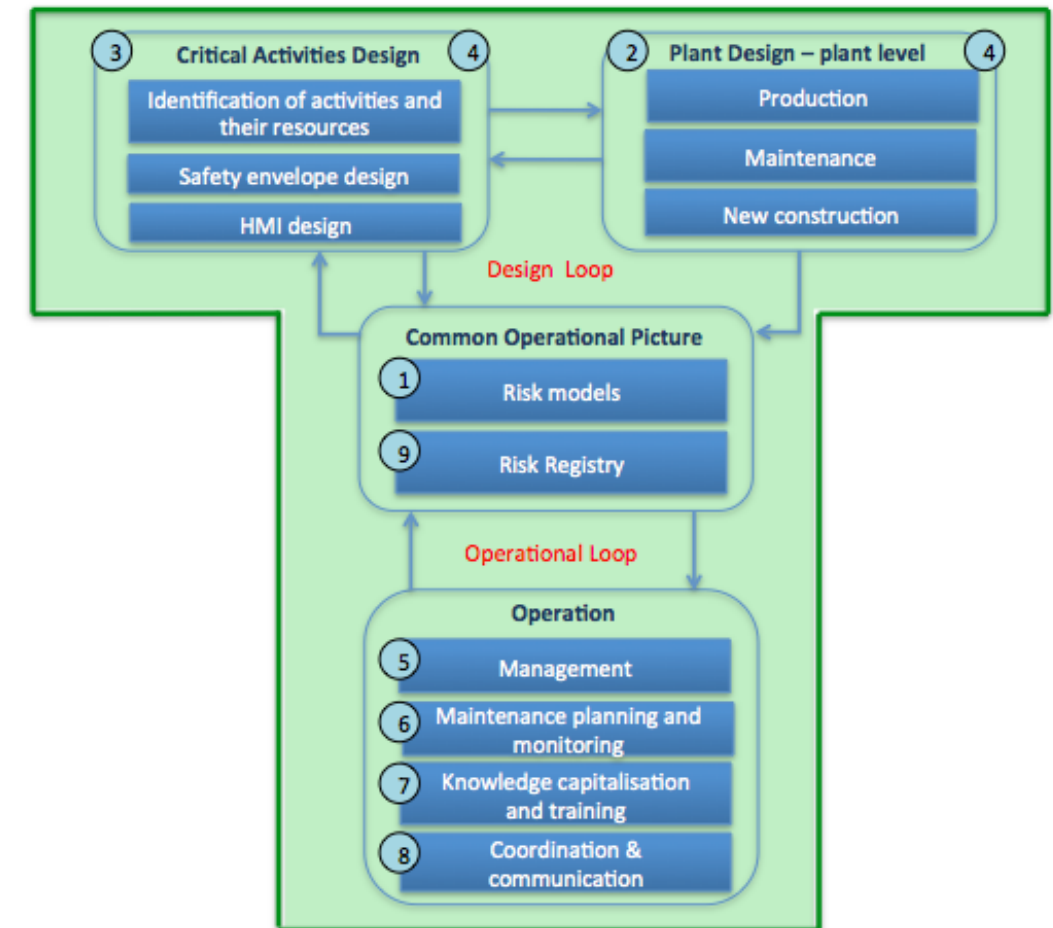 3
Critical Activities Design
4
Identification of activities and
their resources
Safety envelope design
HMI design
2
Plant Design – plant level
4
Production
Maintenance
New construction
Design Loop
Common Operational Picture
1
Risk models
9
Risk Registry
Operational Loop
Operation
5
Management
6
Maintenance planning and
monitoring
7
Knowledge capitalisation
and training
8
Coordination &
communication